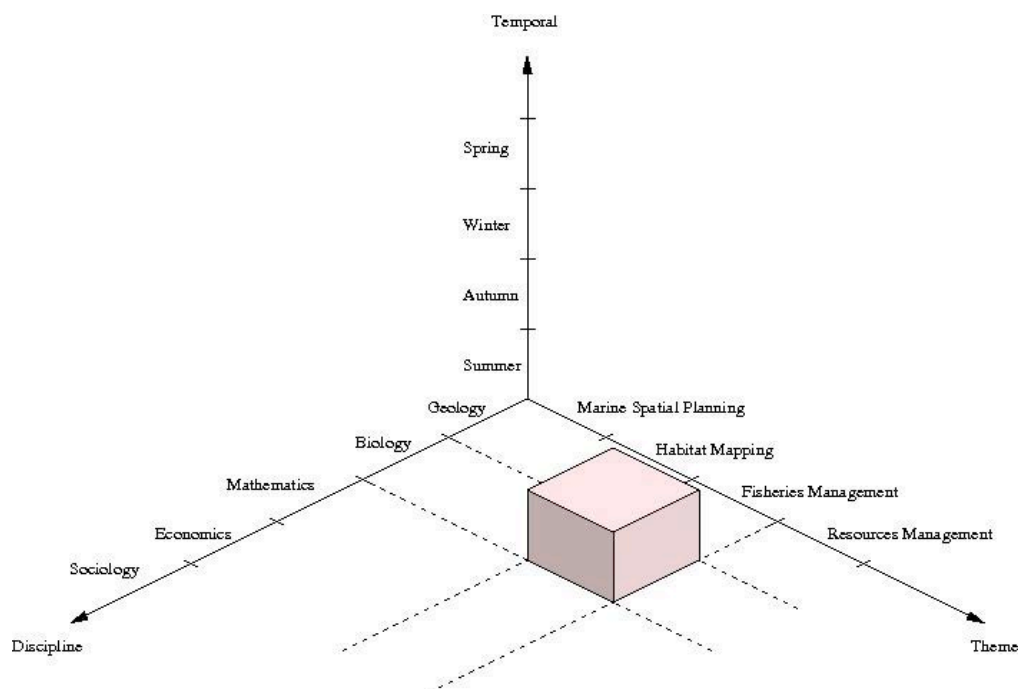 Temporal
Spring
Winter
Autumn
Summer
Geology
Marine Spatial Planning
Biology
Habitat Mapping
Mathematics
Fisheries Management
Economics
Resources Management
Sociology
Discipline
Theme